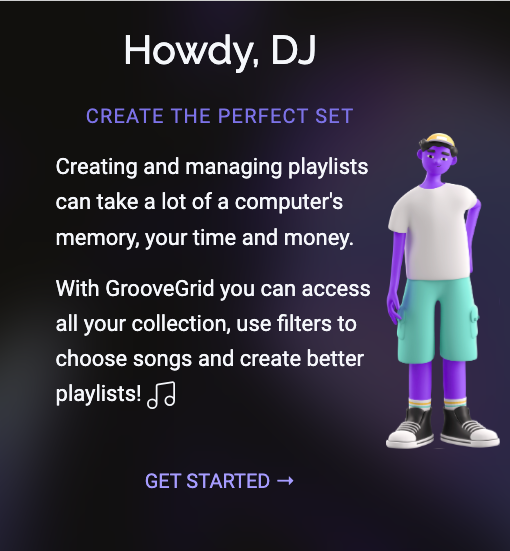 Howdy, DJ
CREATE THE PERFECT SET
Creating and managing playlists
can take a lot of a computer's
memory, your time and money.
With GrooveGrid you can access
all your collection, use filters to
choose songs and create better
playlists!
GET STARTED →